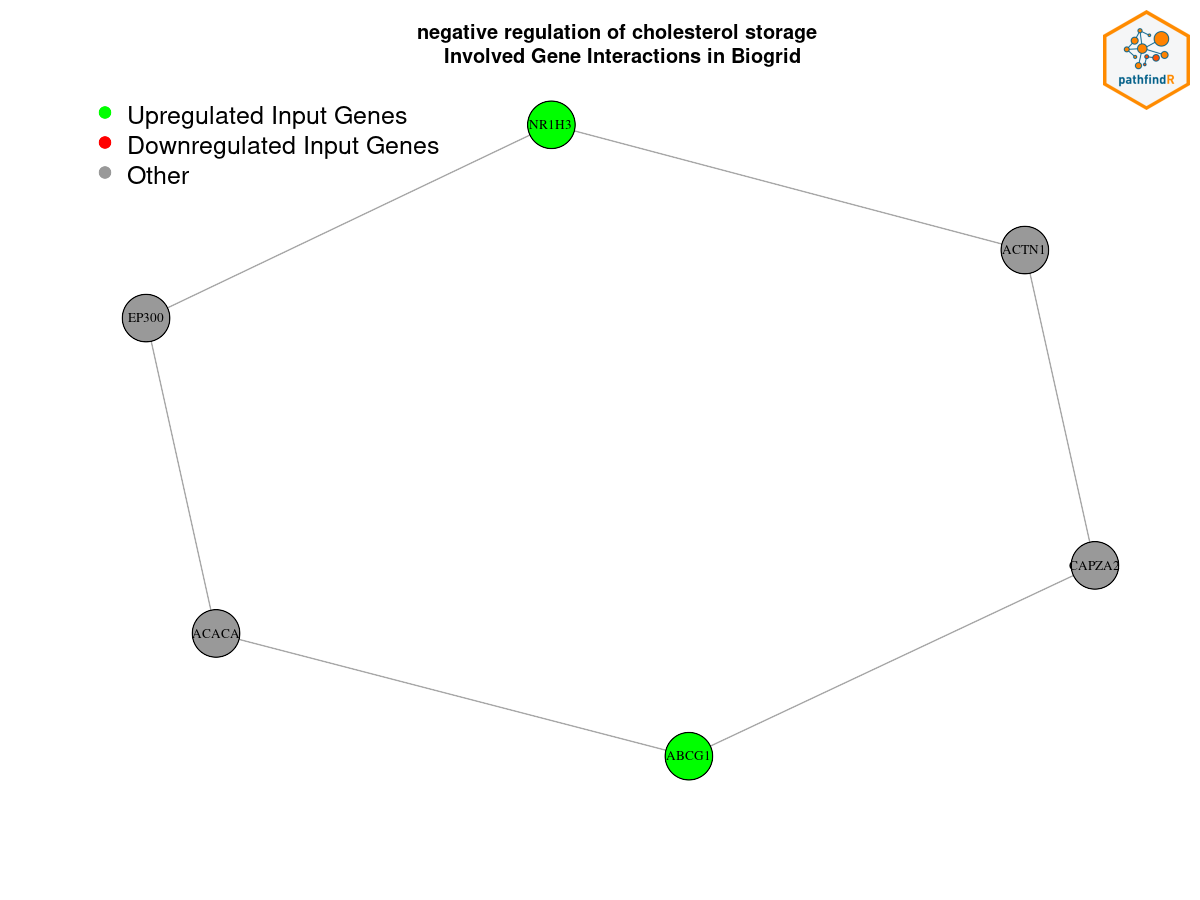 negative regulation of cholesterol storage
Involved Gene Interactions in Biogrid
pathfindR
Upregulated Input Genes
Downregulated Input Genes
Other
NR1H3
ACTN1
EP300
CAPZA2
ACACA
ABCG1